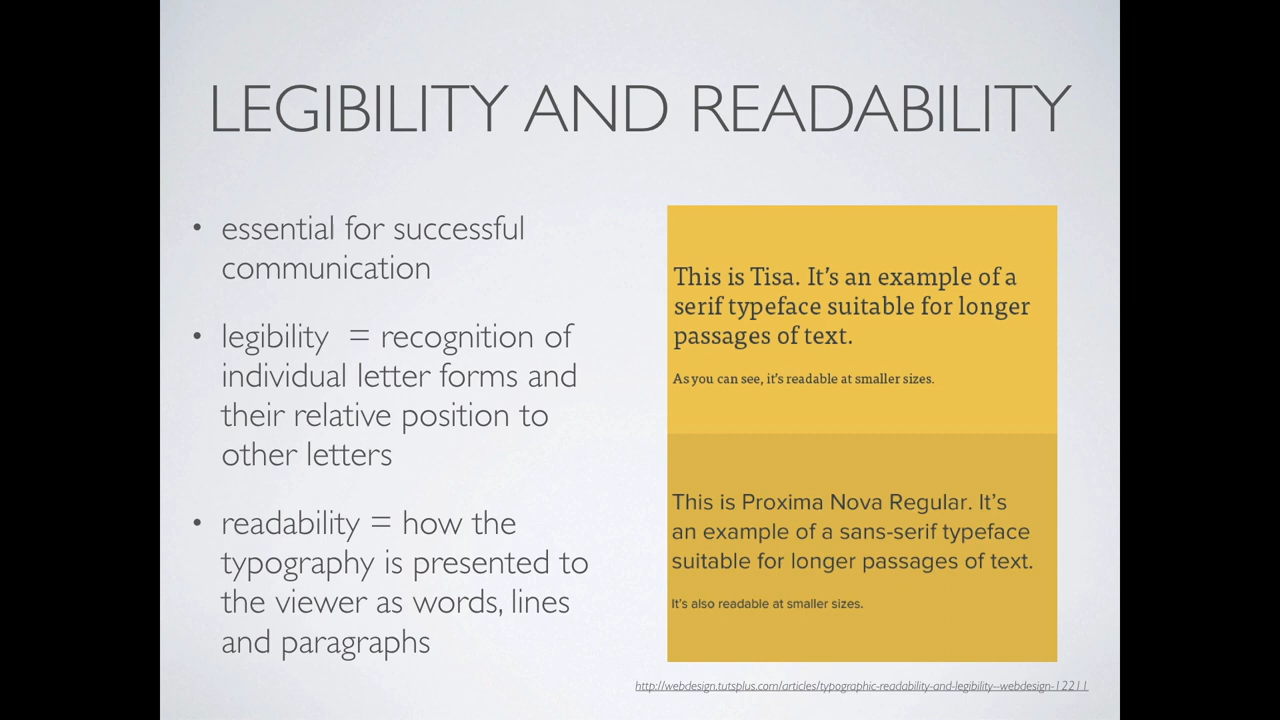 LEGIBILITY AND READABILITY
• essential for successful
communication
• legibility = recognition of
individual letter forms and
their relative position to
other letters
• readability = how the
typography is presented to
the viewer as words, lines
and paragraphs
This is Tisa. It's an example of a
serif typeface suitable for longer
passages of text.
As you can see, it's readable at smaller sizes.
This is Proxima Nova Regular. It's
an example of a sans-serif typeface
suitable for longer passages of text.
It's also readable at smaller sizes.
http://webdesign.tutsplus.com/articles/typographic-readability-and-legibility--webdesign-12211